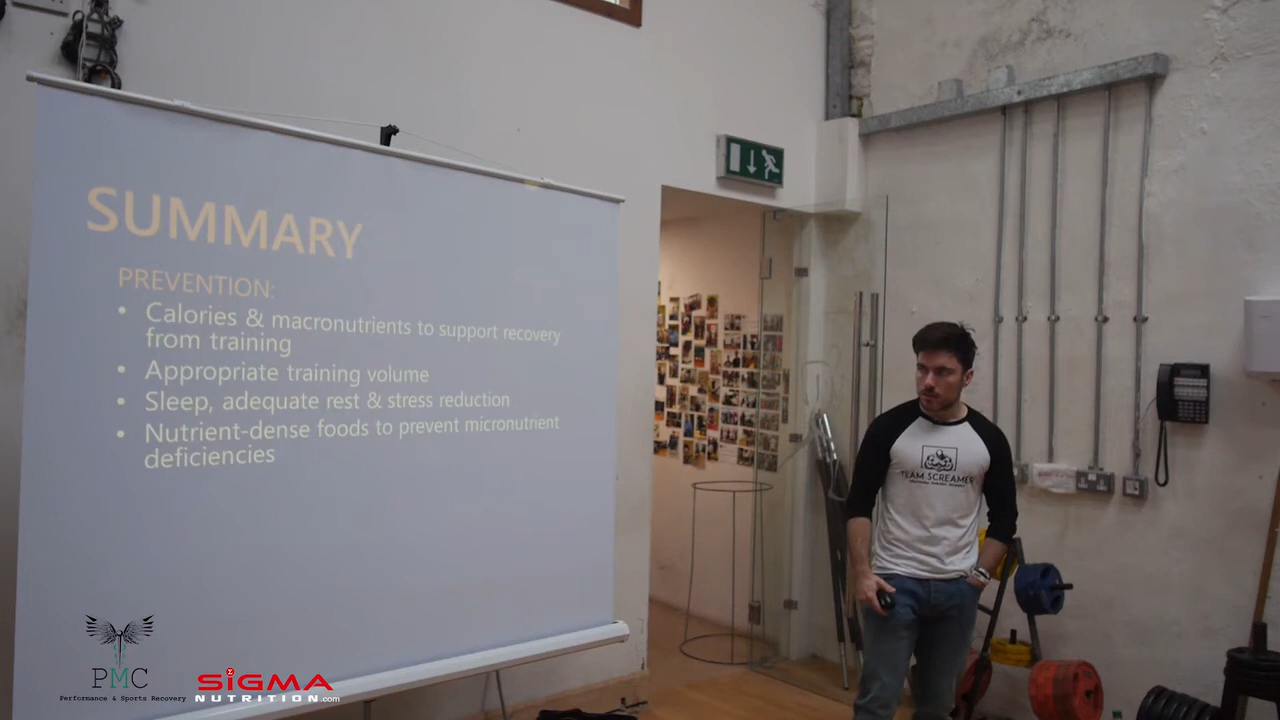 SUMMARY
PREVENTION:
• Calories & macronutrients to support recovery
from training
• Appropriate training volume
• Sleep, adequate rest & stress reduction
• Nutrient-dense foods to prevent micronutrient
deficiencies
TEAM SCREAMER
PMC
Performance & Sports Recovery
SIGMA
NUTRITION.com